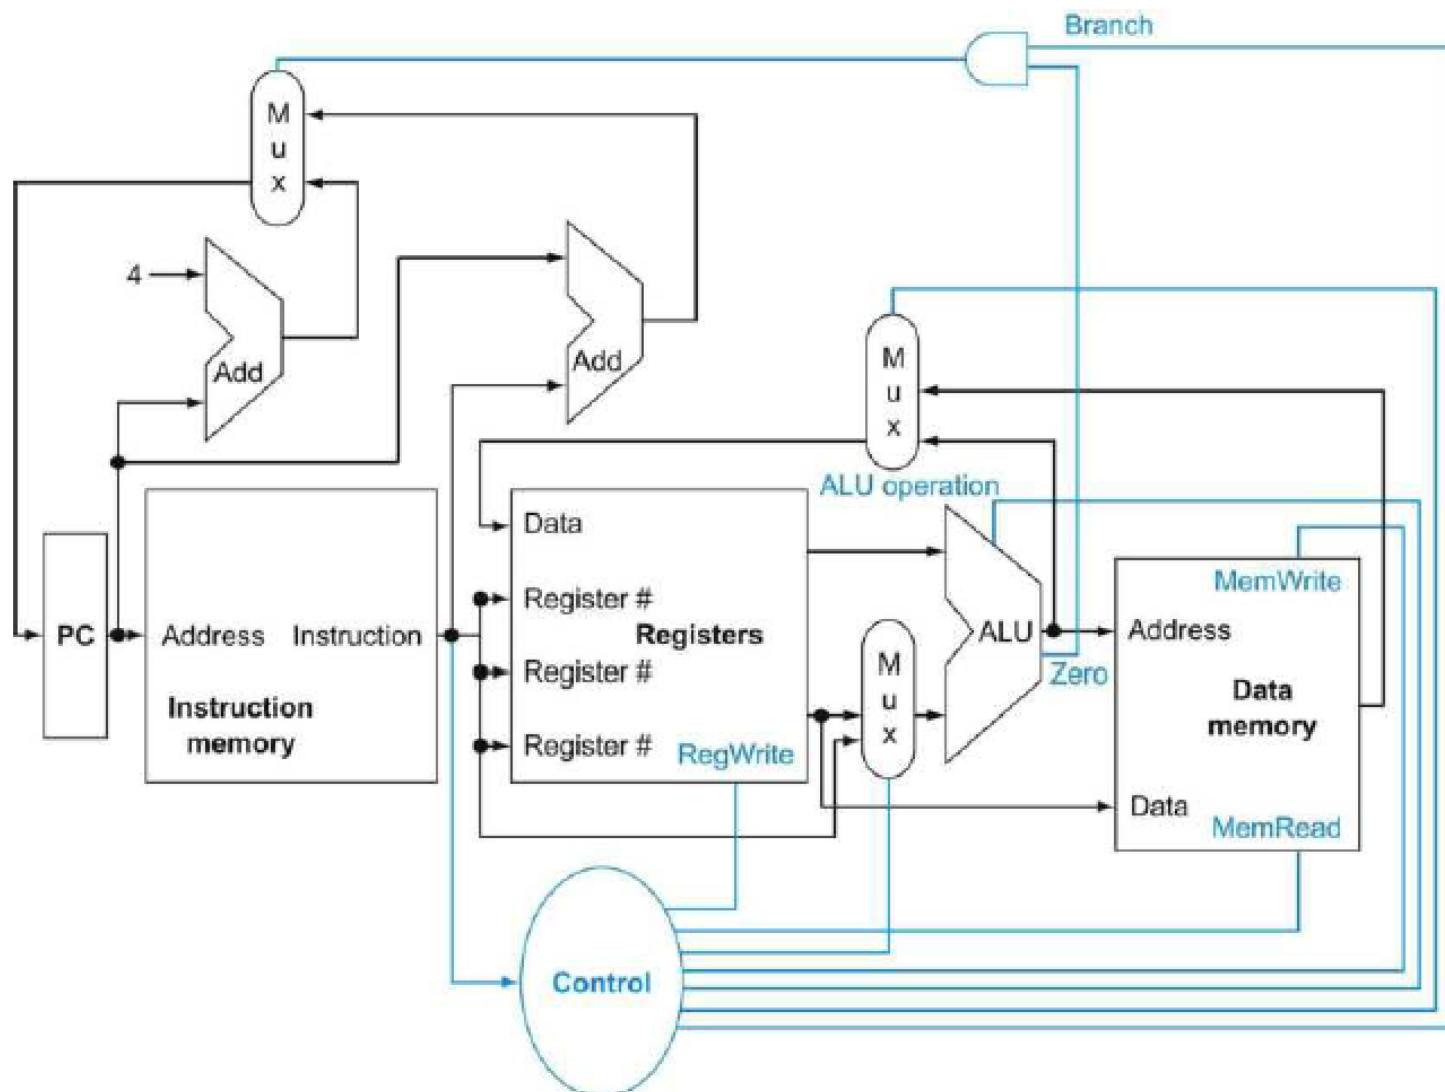 Branch
M
u
x
4
Add
Add
M
u
x
ALU operation
Data
Register #
Registers
Register #
Register #
RegWrite
PC
Address Instruction
Instruction
memory
M
u
x
ALU
Zero
MemWrite
Address
Data
memory
Data
MemRead
Control